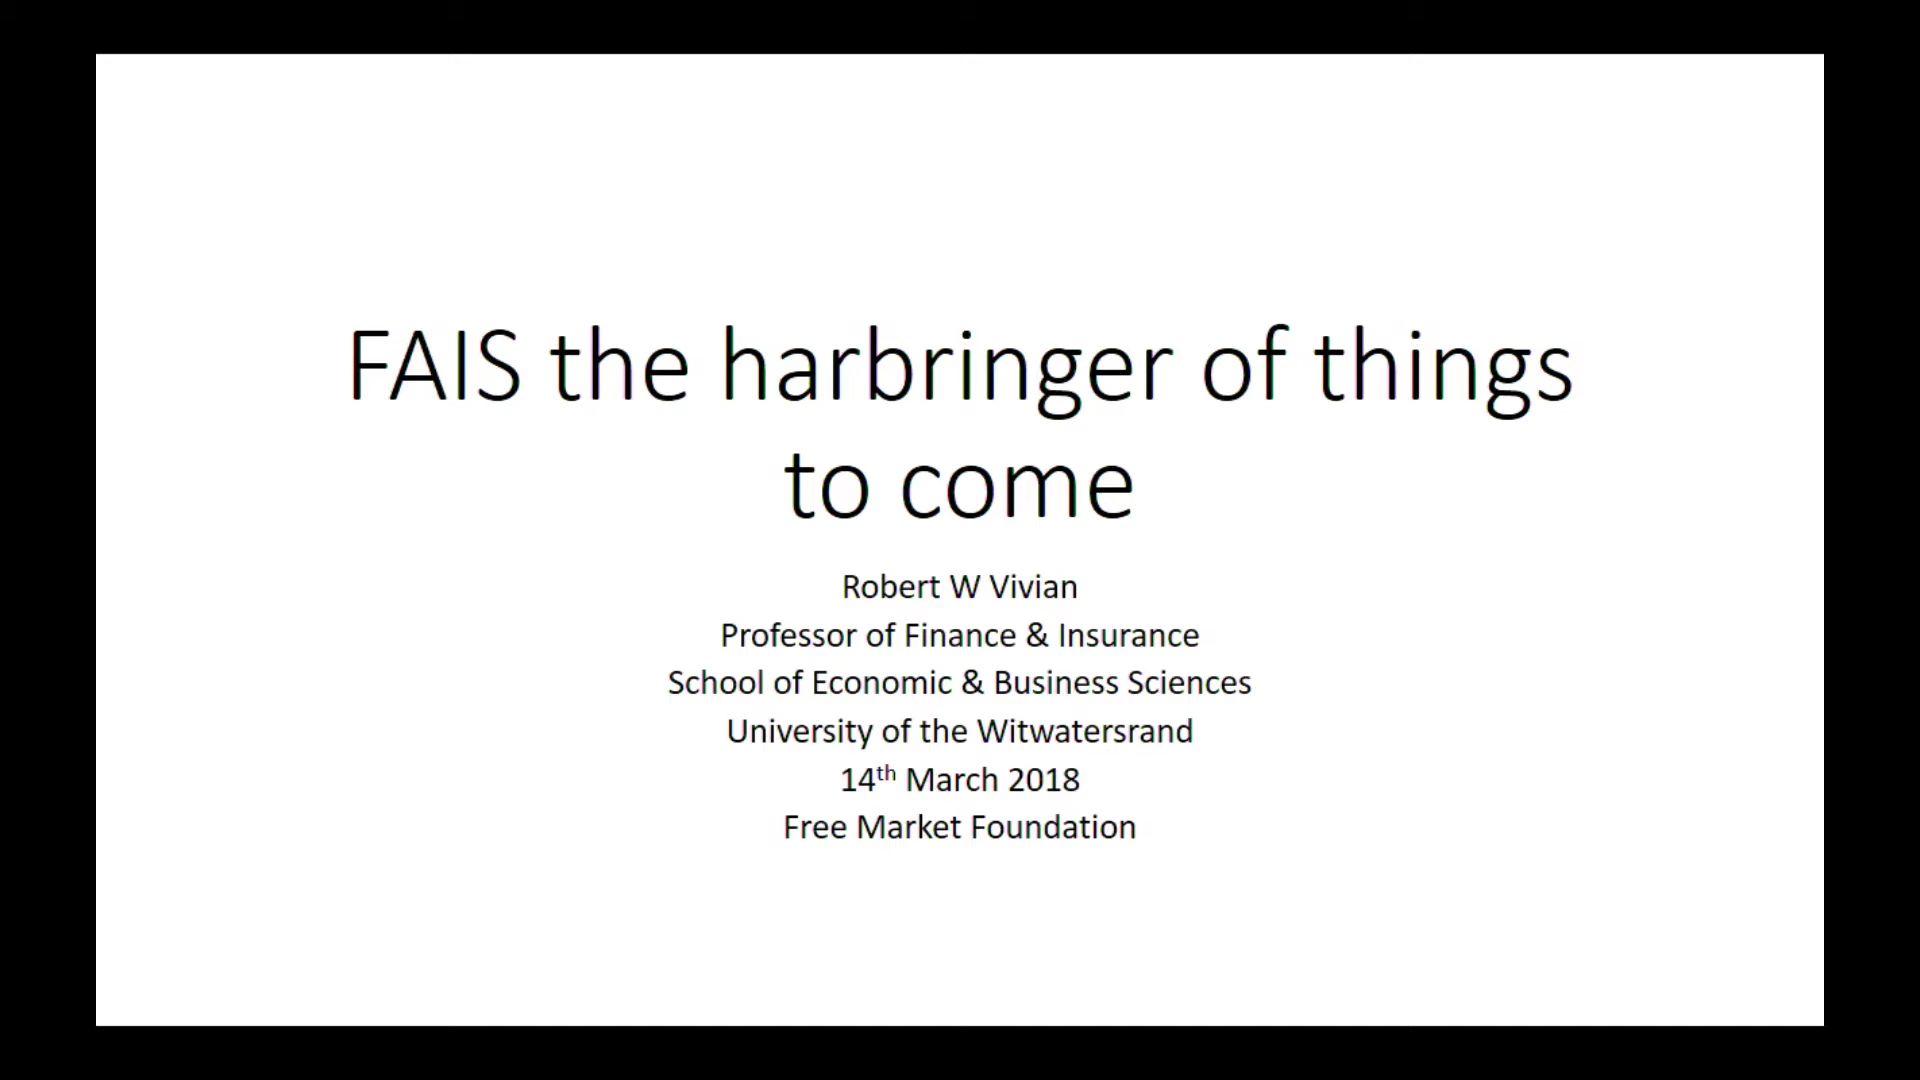 FAIS the harbringer of things
to come
Robert W Vivian
Professor of Finance & Insurance
School of Economic & Business Sciences
University of the Witwatersrand
14th March 2018
Free Market Foundation